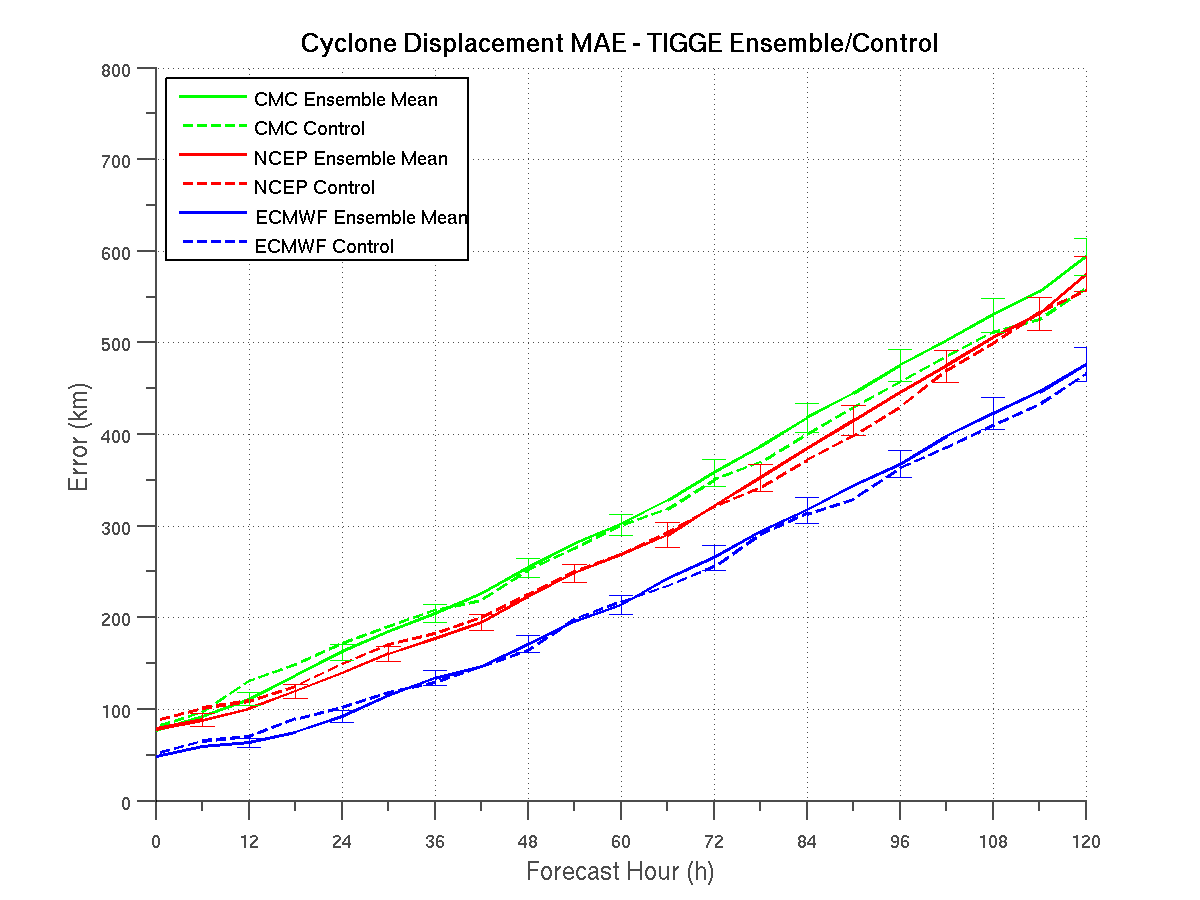 Cyclone Displacement MAE - TIGGE Ensemble/Control
800
700
600
500
400
300
200
100
0
Error (km)
CMC Ensemble Mean
CMC Control
NCEP Ensemble Mean
NCEP Control
ECMWF Ensemble Mean
ECMWF Control
0 12 24 36 48 60 72 84 96 108 120
Forecast Hour (h)